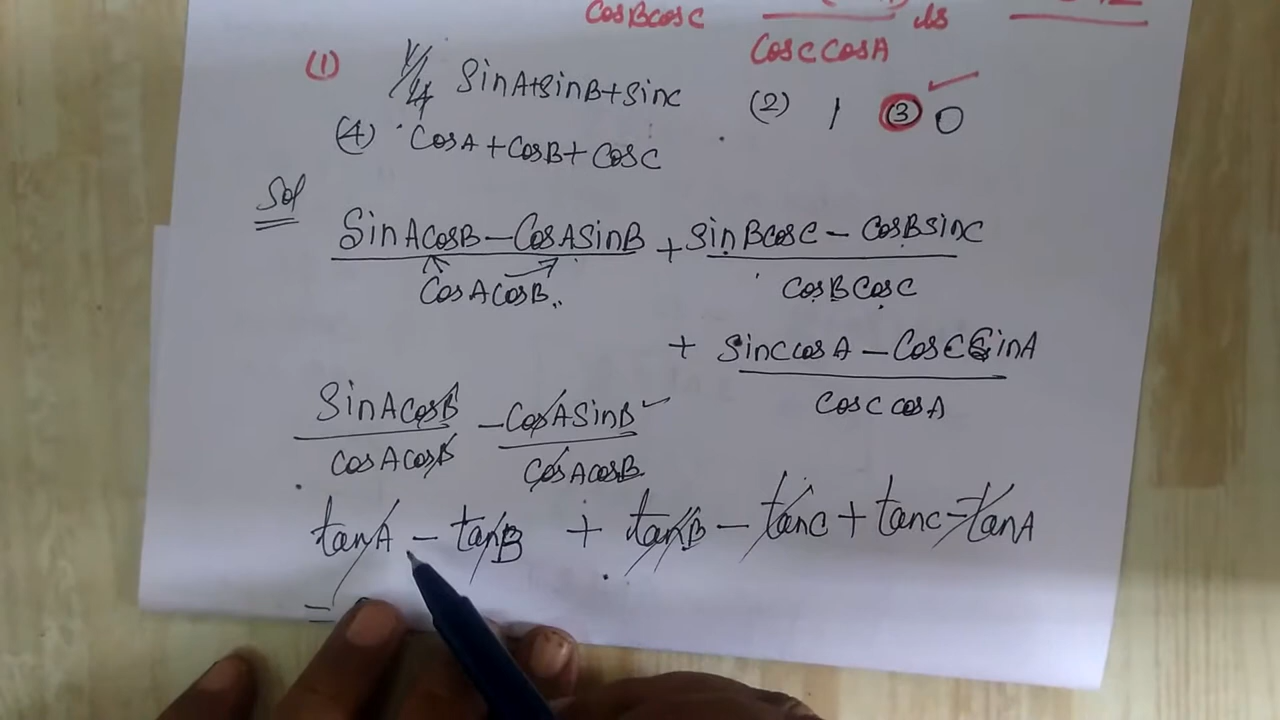 CosBcosC
is
CosCCosA
(1) 1/4 SinA+SinB+SinC (2) 1 (3) 0
(4) CosA+CosB+CosC
Sol
SinAcosB-CosASinB + SinBcosC - CosBsinC
CosAcosB CosBCosC
+ SinCcosA - CosCSinA
CosCcosA
SinAcosB -CosASinB
CosAcosB CosAcosB
tanA - tanB + tanB - tanC + tanC - tanA
=